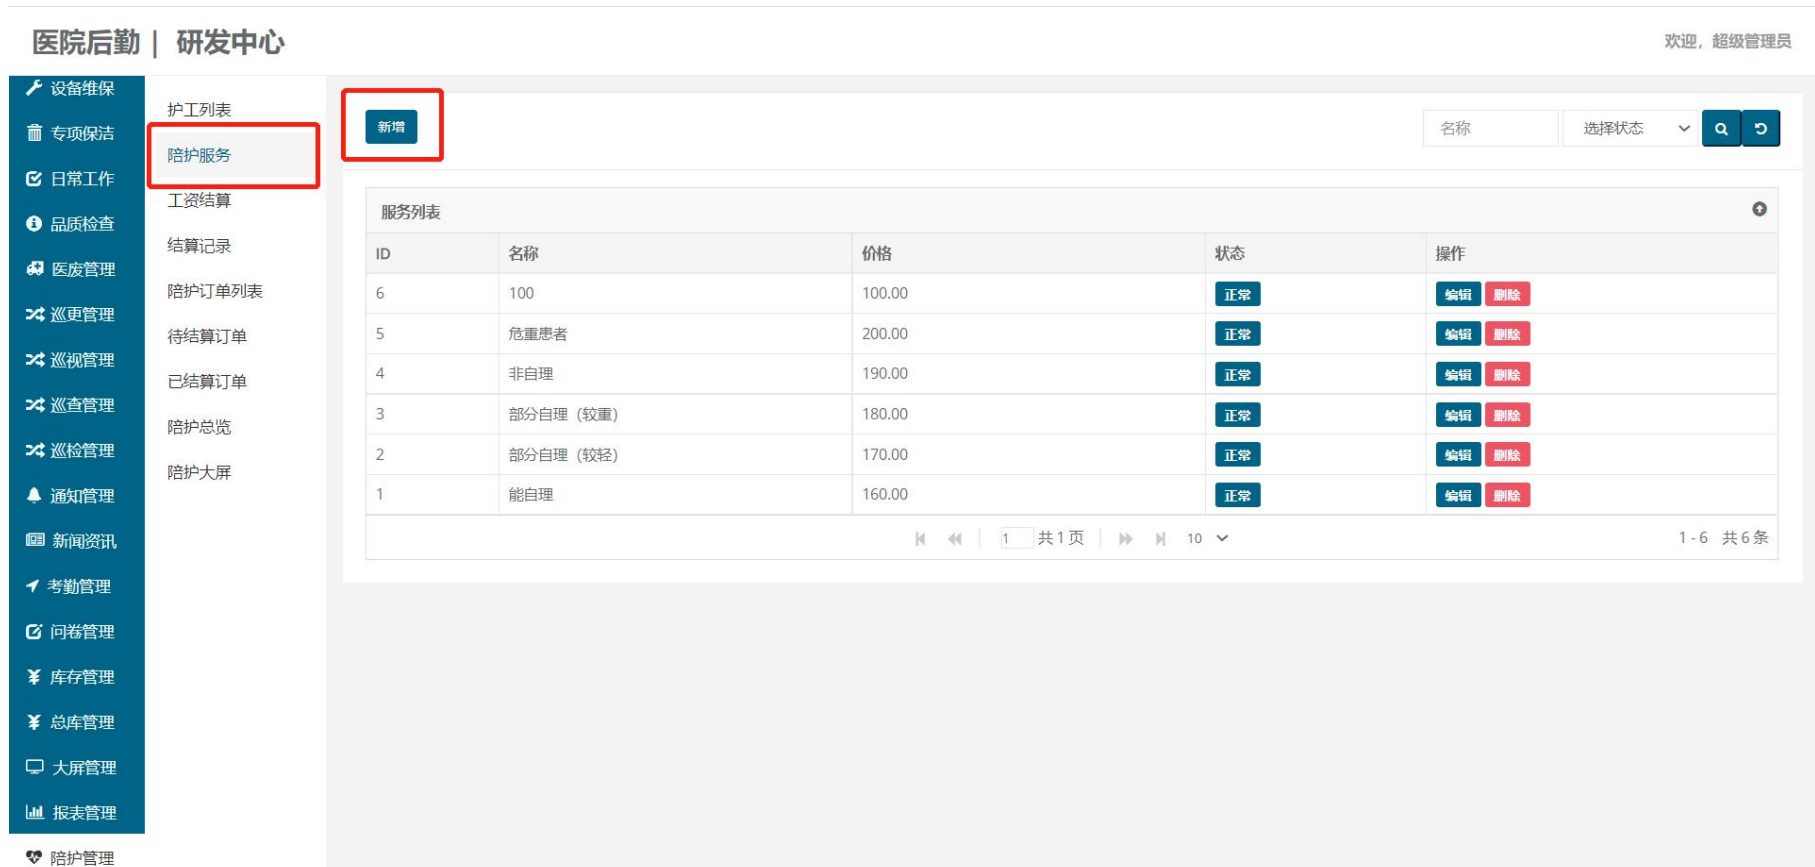 医院后勤 | 研发中心
欢迎, 超级管理员
设备维保
专项保洁
日常工作
品质检查
医废管理
巡更管理
巡视管理
巡查管理
巡检管理
通知管理
新闻资讯
考勤管理
问卷管理
库存管理
总库管理
大屏管理
报表管理
陪护管理
护工列表
陪护服务
工资结算
结算记录
陪护订单列表
待结算订单
已结算订单
陪护总览
陪护大屏
新增
名称 选择状态
服务列表
ID 名称 价格 状态 操作
6 100 100.00 正常 编辑 删除
5 危重患者 200.00 正常 编辑 删除
4 非自理 190.00 正常 编辑 删除
3 部分自理（较重） 180.00 正常 编辑 删除
2 部分自理（较轻） 170.00 正常 编辑 删除
1 能自理 160.00 正常 编辑 删除
1 共 1 页 10 1 - 6 共 6 条